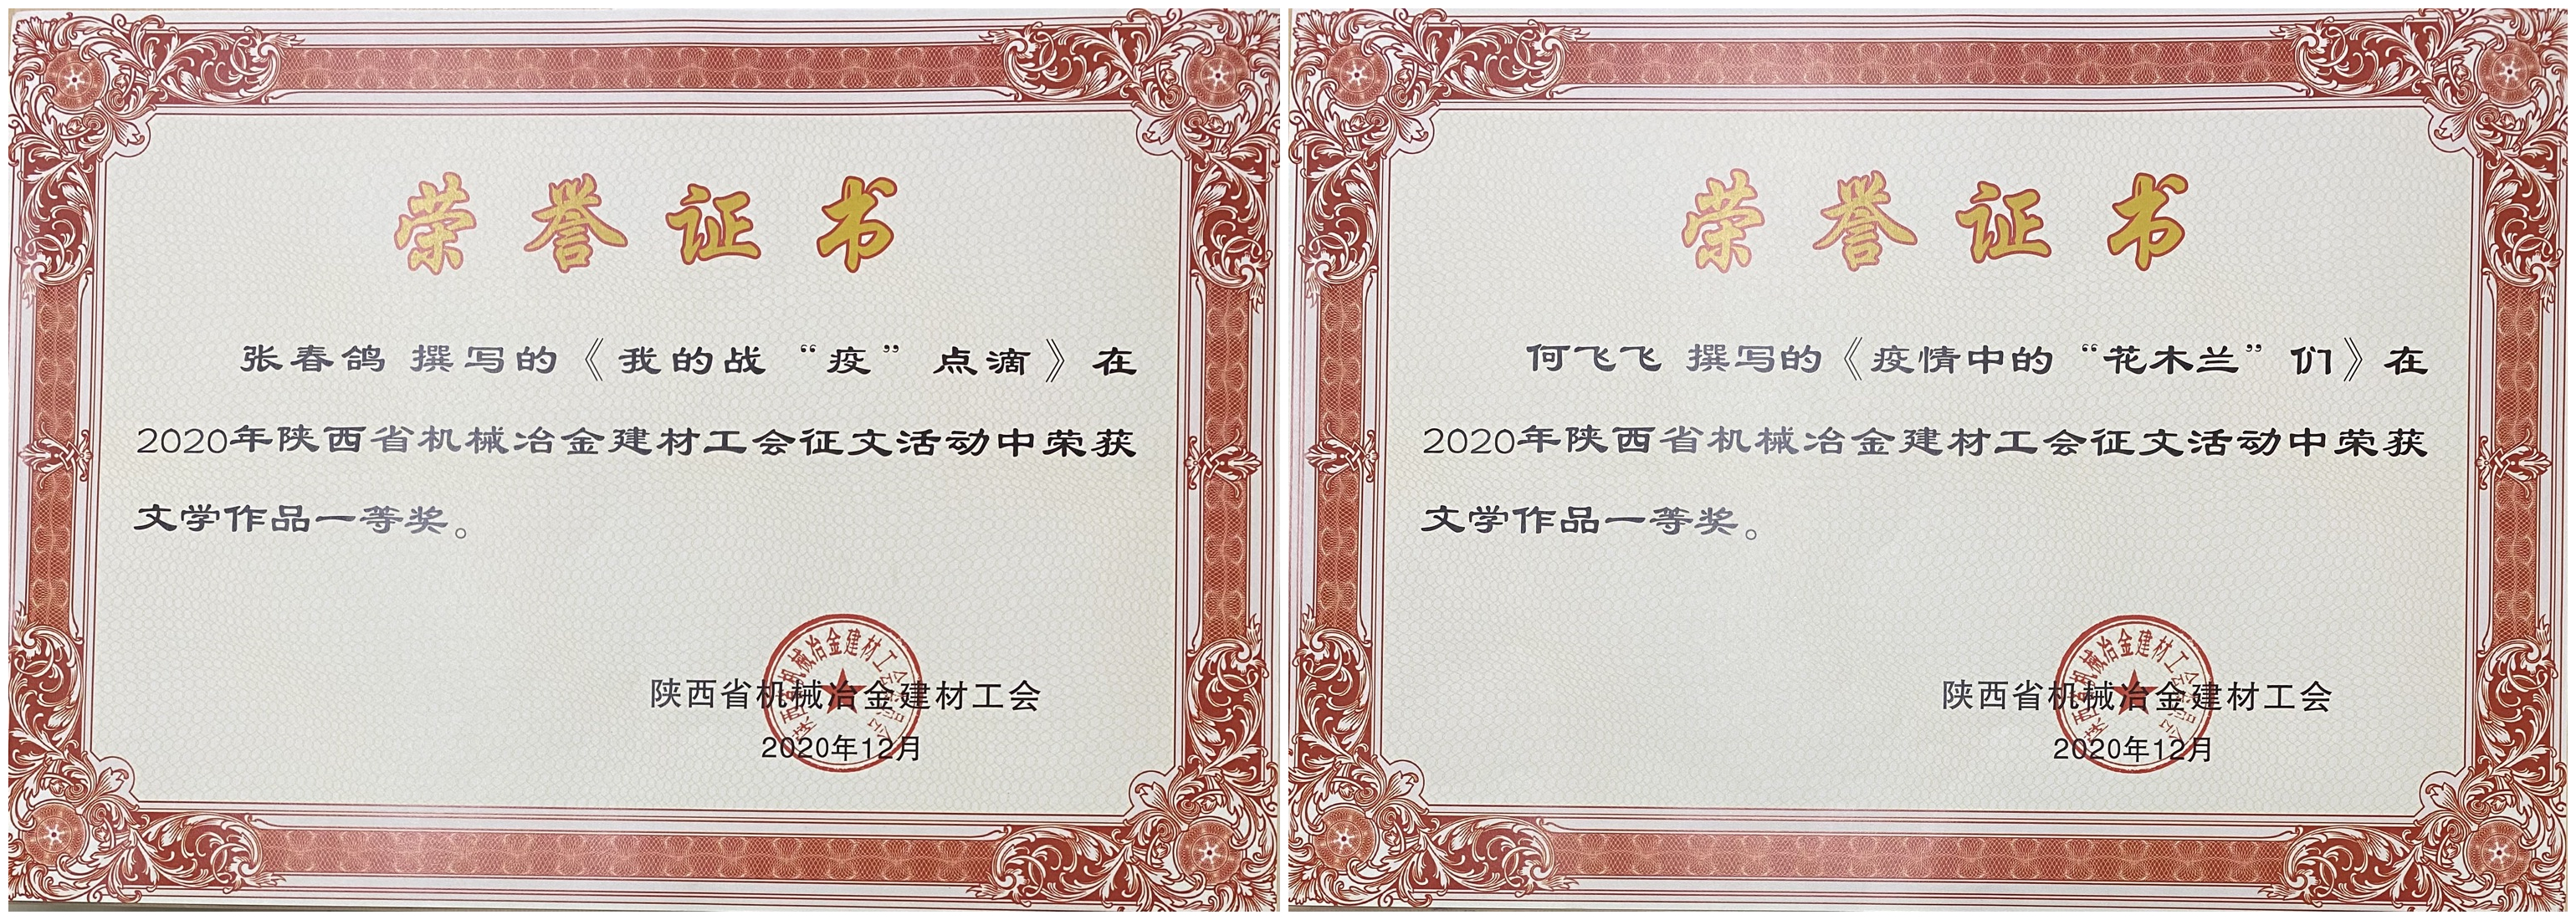 荣誉证书
张春鸽 撰写的《我的战“疫”点滴》在
2020年陕西省机械冶金建材工会征文活动中荣获
文学作品一等奖。
陕西省机械冶金建材工会
2020年12月
荣誉证书
何飞飞 撰写的《疫情中的“花木兰”们》在
2020年陕西省机械冶金建材工会征文活动中荣获
文学作品一等奖。
陕西省机械冶金建材工会
2020年12月